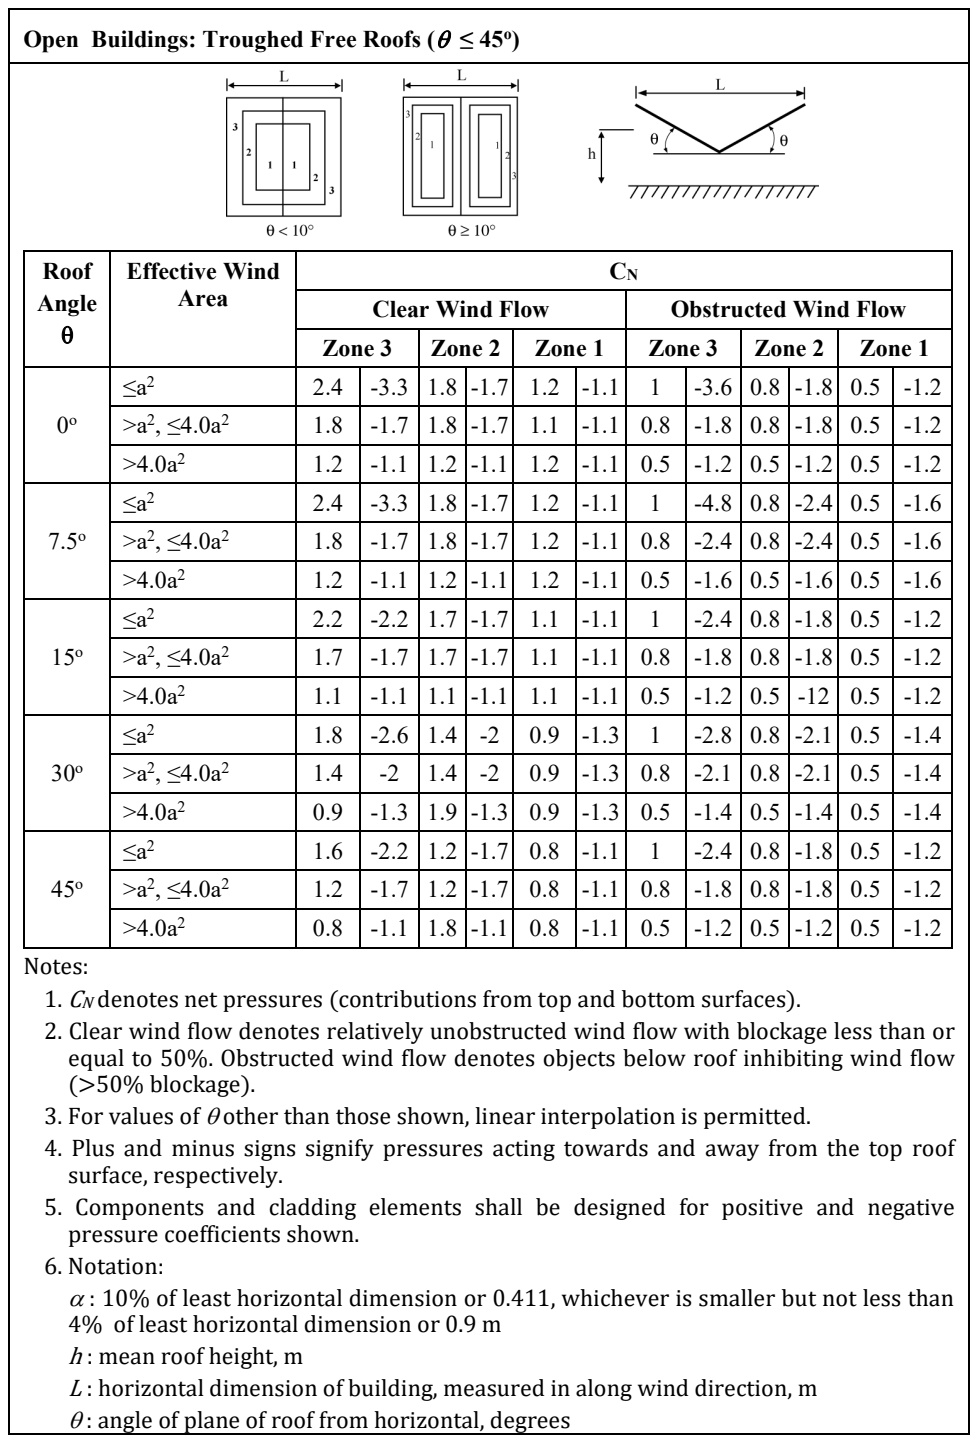 Open Buildings: Troughed Free Roofs (θ ≤ 45º)
L L L
3 2 1 1 2 3
3 2 1 1 2 3
h θ θ
θ < 10° θ ≥ 10°
Roof Angle θ Effective Wind Area C_N
Clear Wind Flow Obstructed Wind Flow
Zone 3 Zone 2 Zone 1 Zone 3 Zone 2 Zone 1
0º ≤a² 2.4 -3.3 1.8 -1.7 1.2 -1.1 1 -3.6 0.8 -1.8 0.5 -1.2
>a², ≤4.0a² 1.8 -1.7 1.8 -1.7 1.1 -1.1 0.8 -1.8 0.8 -1.8 0.5 -1.2
>4.0a² 1.2 -1.1 1.2 -1.1 1.2 -1.1 0.5 -1.2 0.5 -1.2 0.5 -1.2
7.5º ≤a² 2.4 -3.3 1.8 -1.7 1.2 -1.1 1 -4.8 0.8 -2.4 0.5 -1.6
>a², ≤4.0a² 1.8 -1.7 1.8 -1.7 1.2 -1.1 0.8 -2.4 0.8 -2.4 0.5 -1.6
>4.0a² 1.2 -1.1 1.2 -1.1 1.2 -1.1 0.5 -1.6 0.5 -1.6 0.5 -1.6
15º ≤a² 2.2 -2.2 1.7 -1.7 1.1 -1.1 1 -2.4 0.8 -1.8 0.5 -1.2
>a², ≤4.0a² 1.7 -1.7 1.7 -1.7 1.1 -1.1 0.8 -1.8 0.8 -1.8 0.5 -1.2
>4.0a² 1.1 -1.1 1.1 -1.1 1.1 -1.1 0.5 -1.2 0.5 -12 0.5 -1.2
30º ≤a² 1.8 -2.6 1.4 -2 0.9 -1.3 1 -2.8 0.8 -2.1 0.5 -1.4
>a², ≤4.0a² 1.4 -2 1.4 -2 0.9 -1.3 0.8 -2.1 0.8 -2.1 0.5 -1.4
>4.0a² 0.9 -1.3 1.9 -1.3 0.9 -1.3 0.5 -1.4 0.5 -1.4 0.5 -1.4
45º ≤a² 1.6 -2.2 1.2 -1.7 0.8 -1.1 1 -2.4 0.8 -1.8 0.5 -1.2
>a², ≤4.0a² 1.2 -1.7 1.2 -1.7 0.8 -1.1 0.8 -1.8 0.8 -1.8 0.5 -1.2
>4.0a² 0.8 -1.1 1.8 -1.1 0.8 -1.1 0.5 -1.2 0.5 -1.2 0.5 -1.2
Notes:
1. C_N denotes net pressures (contributions from top and bottom surfaces).
2. Clear wind flow denotes relatively unobstructed wind flow with blockage less than or
equal to 50%. Obstructed wind flow denotes objects below roof inhibiting wind flow
(>50% blockage).
3. For values of θ other than those shown, linear interpolation is permitted.
4. Plus and minus signs signify pressures acting towards and away from the top roof
surface, respectively.
5. Components and cladding elements shall be designed for positive and negative
pressure coefficients shown.
6. Notation:
α : 10% of least horizontal dimension or 0.411, whichever is smaller but not less than
4% of least horizontal dimension or 0.9 m
h : mean roof height, m
L : horizontal dimension of building, measured in along wind direction, m
θ : angle of plane of roof from horizontal, degrees